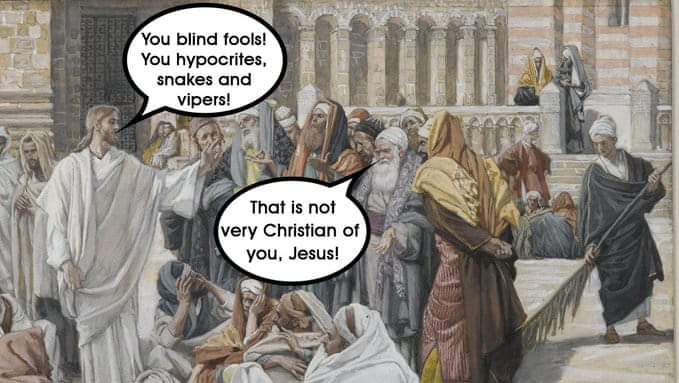 You blind fools!
You hypocrites,
snakes and
vipers!
That is not
very Christian of
you, Jesus!